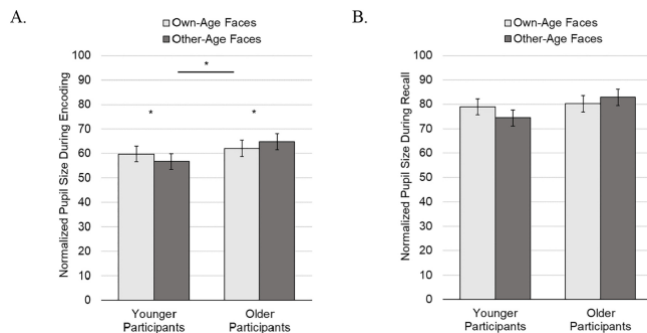 A.
Own-Age Faces
Other-Age Faces
Normalized Pupil Size During Encoding
100
90
80
70
60
50
40
30
20
10
0
*
*
*
Younger
Participants
Older
Participants
B.
Own-Age Faces
Other-Age Faces
Normalized Pupil Size During Recall
100
90
80
70
60
50
40
30
20
10
0
Younger
Participants
Older
Participants